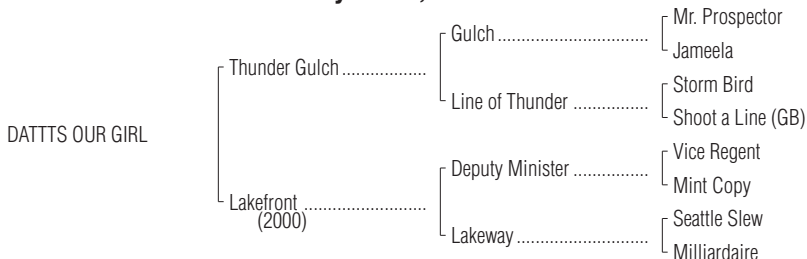 Mr. Prospector
Gulch
Jameela
Thunder Gulch
Storm Bird
Line of Thunder
Shoot a Line (GB)
DATTTS OUR GIRL
Vice Regent
Deputy Minister
Mint Copy
Lakefront
(2000)
Seattle Slew
Lakeway
Milliardaire